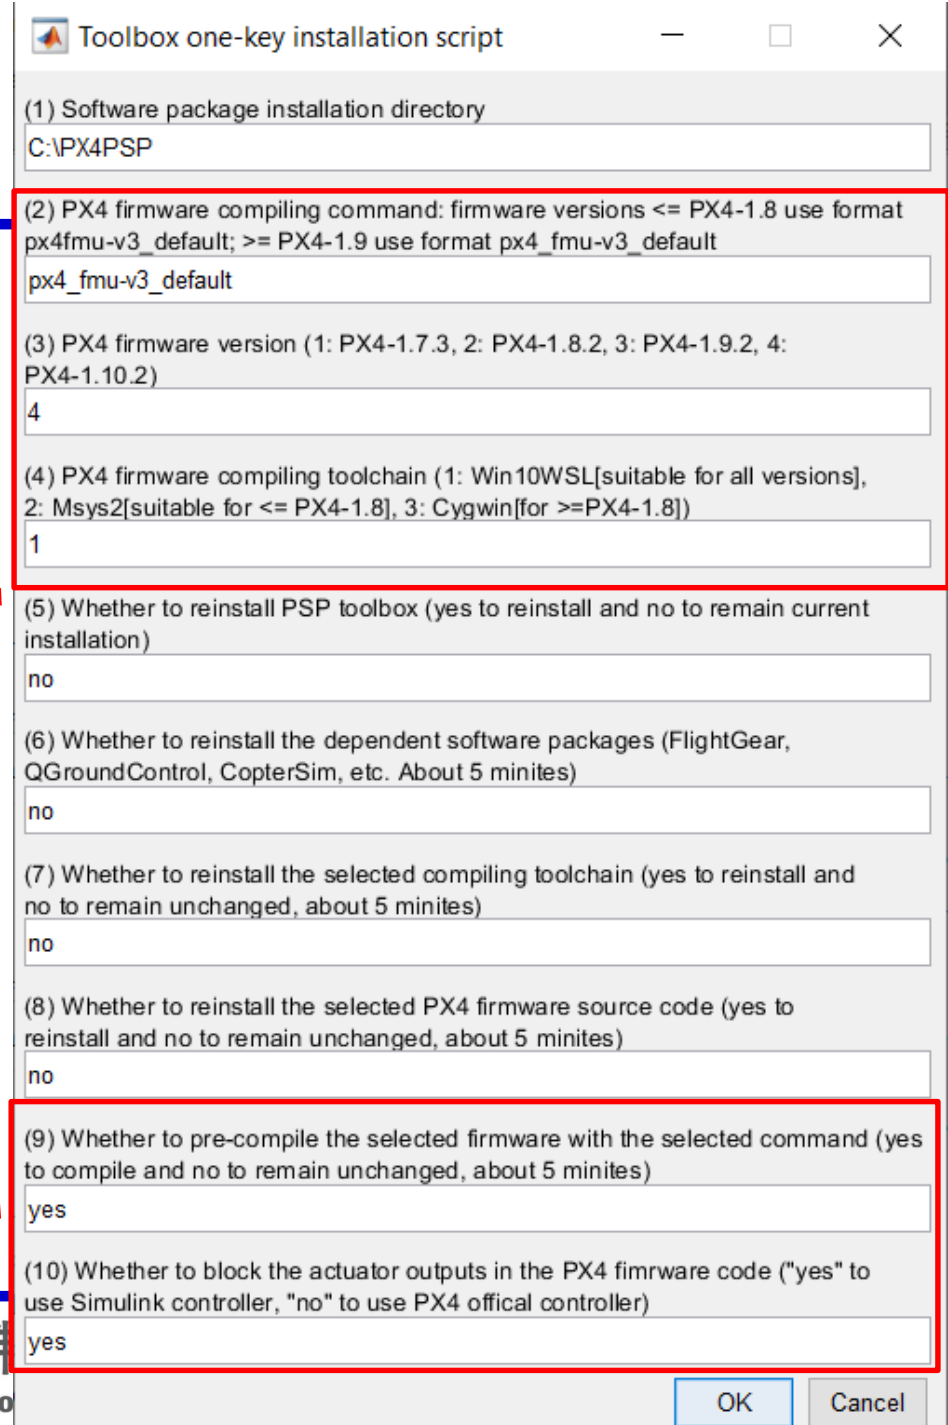 Toolbox one-key installation script
(1) Software package installation directory
C:\PX4PSP
(2) PX4 firmware compiling command: firmware versions <= PX4-1.8 use format
px4fmu-v3_default; >= PX4-1.9 use format px4_fmu-v3_default
px4_fmu-v3_default
(3) PX4 firmware version (1: PX4-1.7.3, 2: PX4-1.8.2, 3: PX4-1.9.2, 4:
PX4-1.10.2)
4
(4) PX4 firmware compiling toolchain (1: Win10WSL[suitable for all versions],
2: Msys2[suitable for <= PX4-1.8], 3: Cygwin[for >=PX4-1.8])
1
(5) Whether to reinstall PSP toolbox (yes to reinstall and no to remain current
installation)
no
(6) Whether to reinstall the dependent software packages (FlightGear,
QGroundControl, CopterSim, etc. About 5 minites)
no
(7) Whether to reinstall the selected compiling toolchain (yes to reinstall and
no to remain unchanged, about 5 minites)
no
(8) Whether to reinstall the selected PX4 firmware source code (yes to
reinstall and no to remain unchanged, about 5 minites)
no
(9) Whether to pre-compile the selected firmware with the selected command (yes
to compile and no to remain unchanged, about 5 minites)
yes
(10) Whether to block the actuator outputs in the PX4 fimrware code ("yes" to
use Simulink controller, "no" to use PX4 offical controller)
yes
OK Cancel